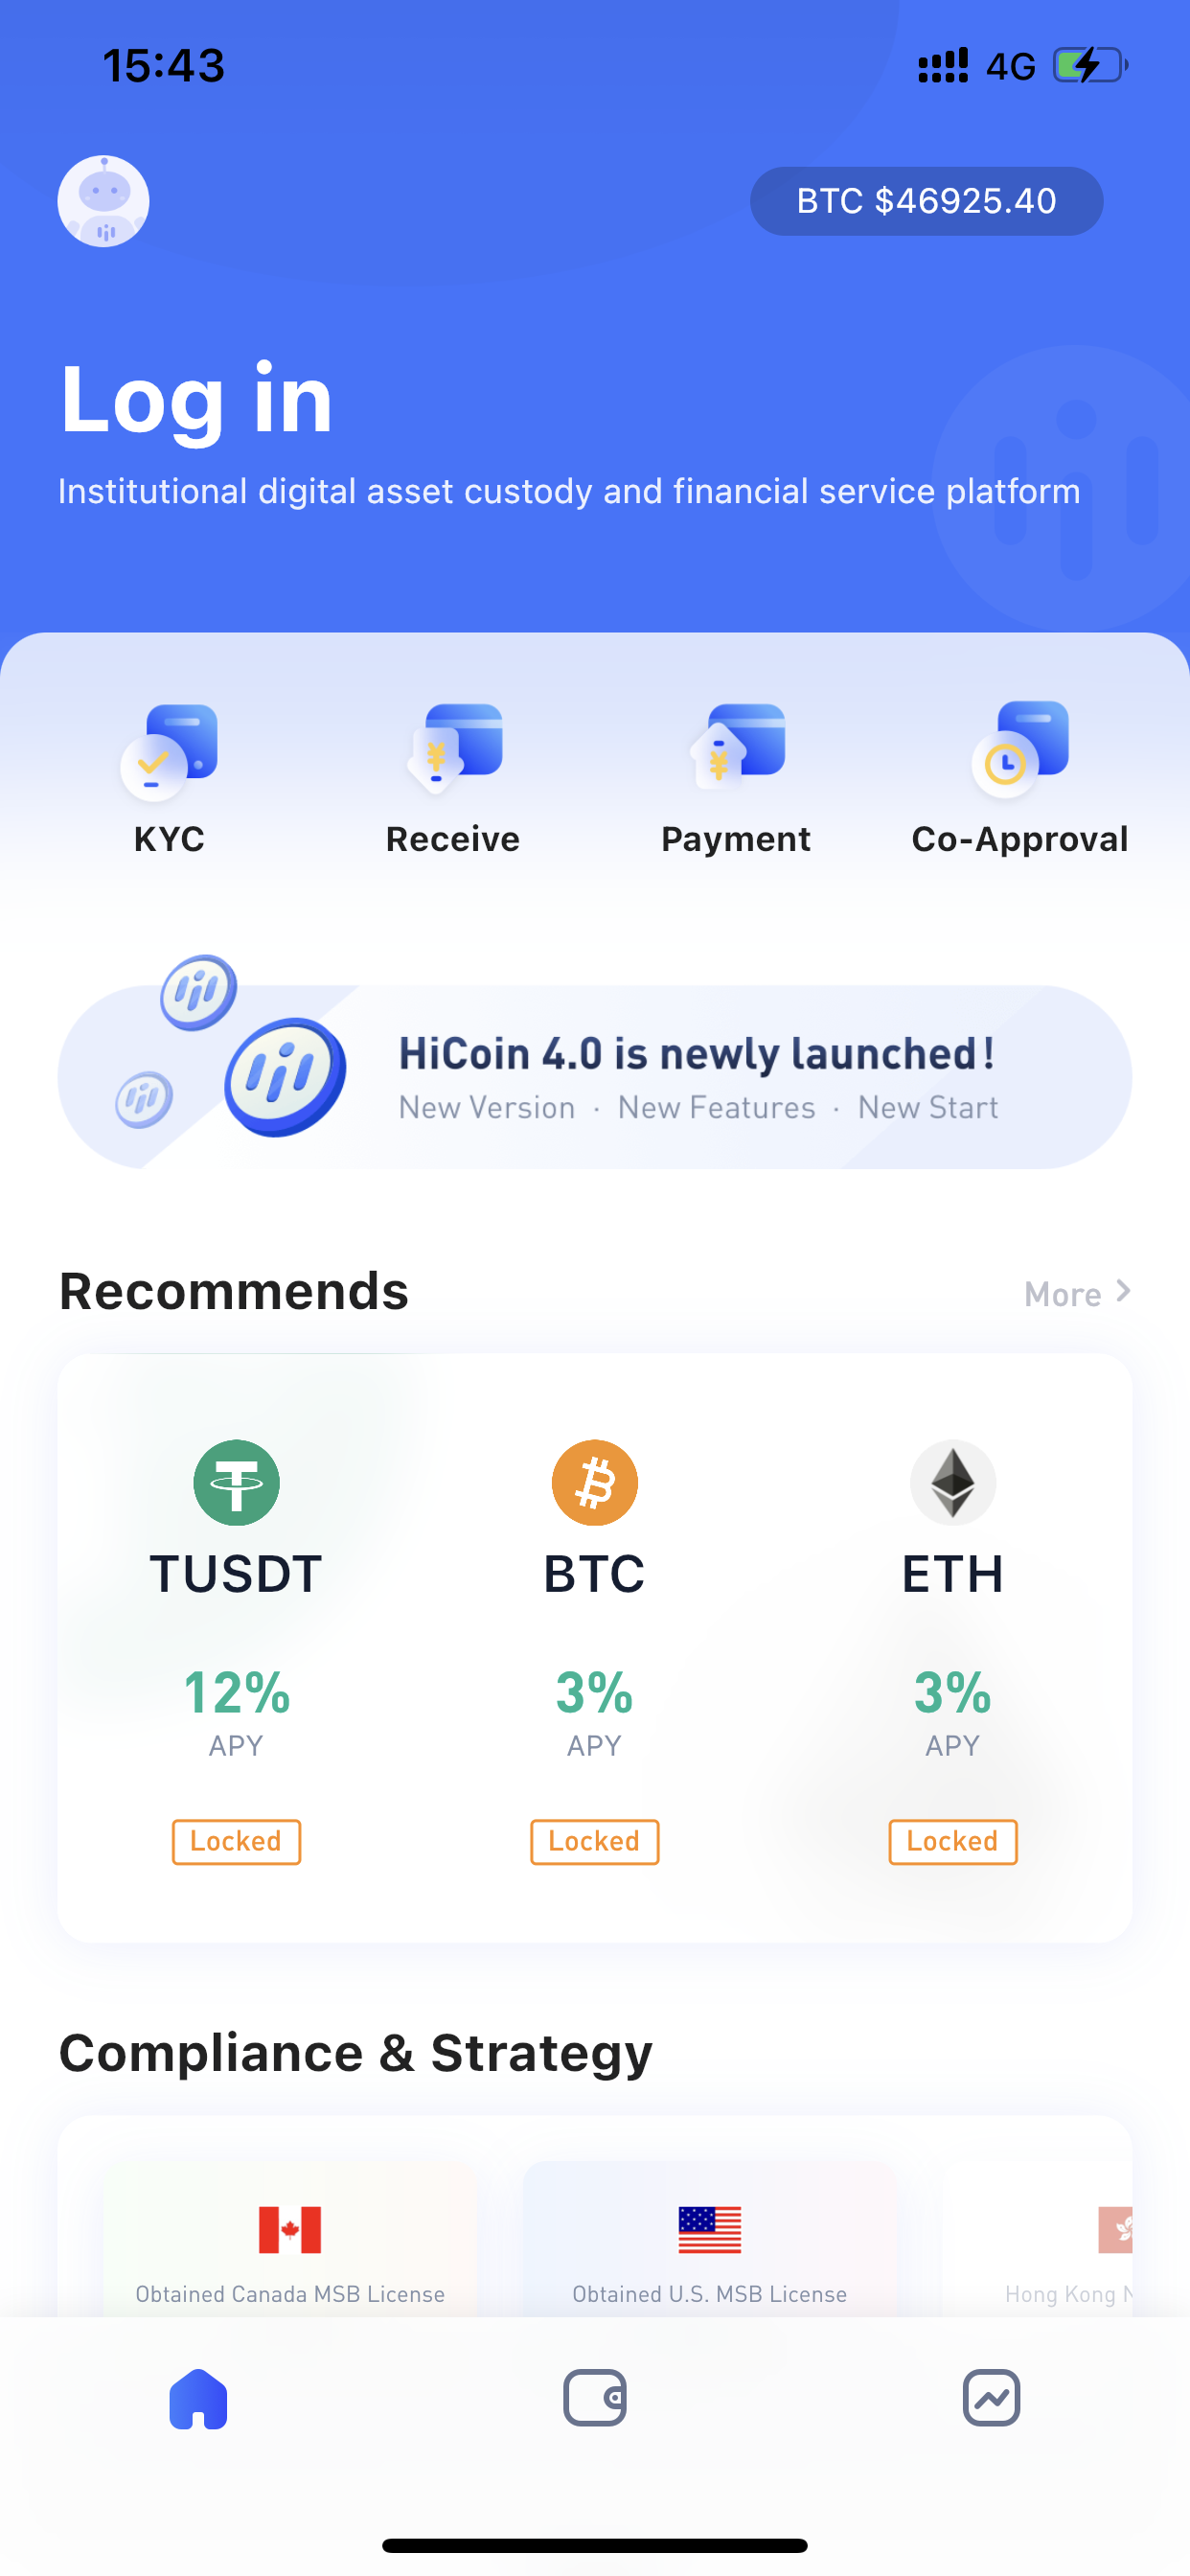 15:43
4G
BTC $46925.40
Log in
Institutional digital asset custody and financial service platform
KYC
Receive
Payment
Co-Approval
HiCoin 4.0 is newly launched!
New Version · New Features · New Start
Recommends
More
TUSDT
BTC
ETH
12%
3%
3%
APY
APY
APY
Locked
Locked
Locked
Compliance & Strategy
Obtained Canada MSB License
Obtained U.S. MSB License
Hong Kong